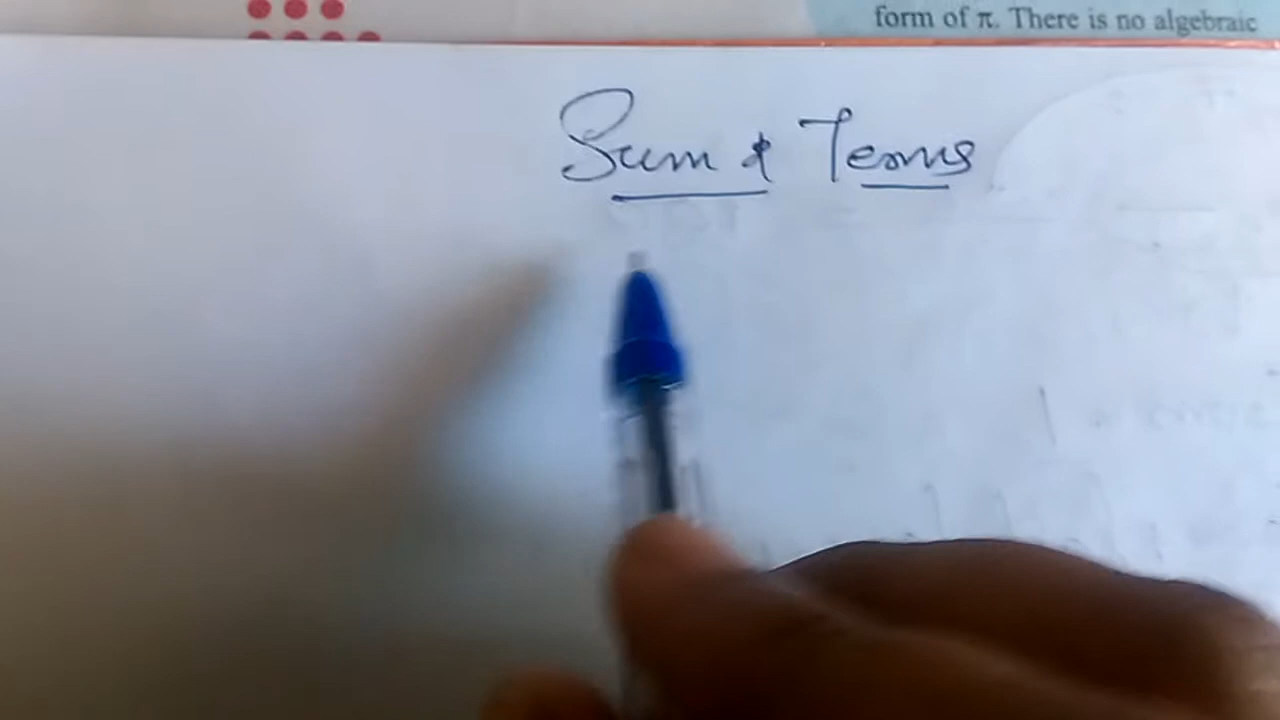 form of π. There is no algebraic
Sum & Terms